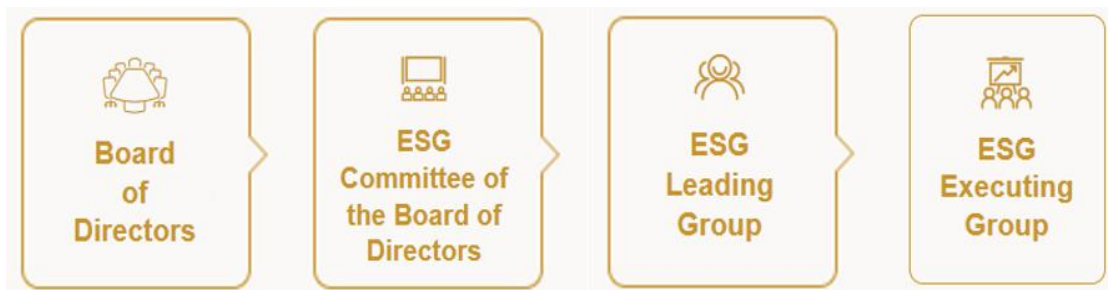 Board
of
Directors
ESG
Committee of
the Board of
Directors
ESG
Leading
Group
ESG
Executing
Group